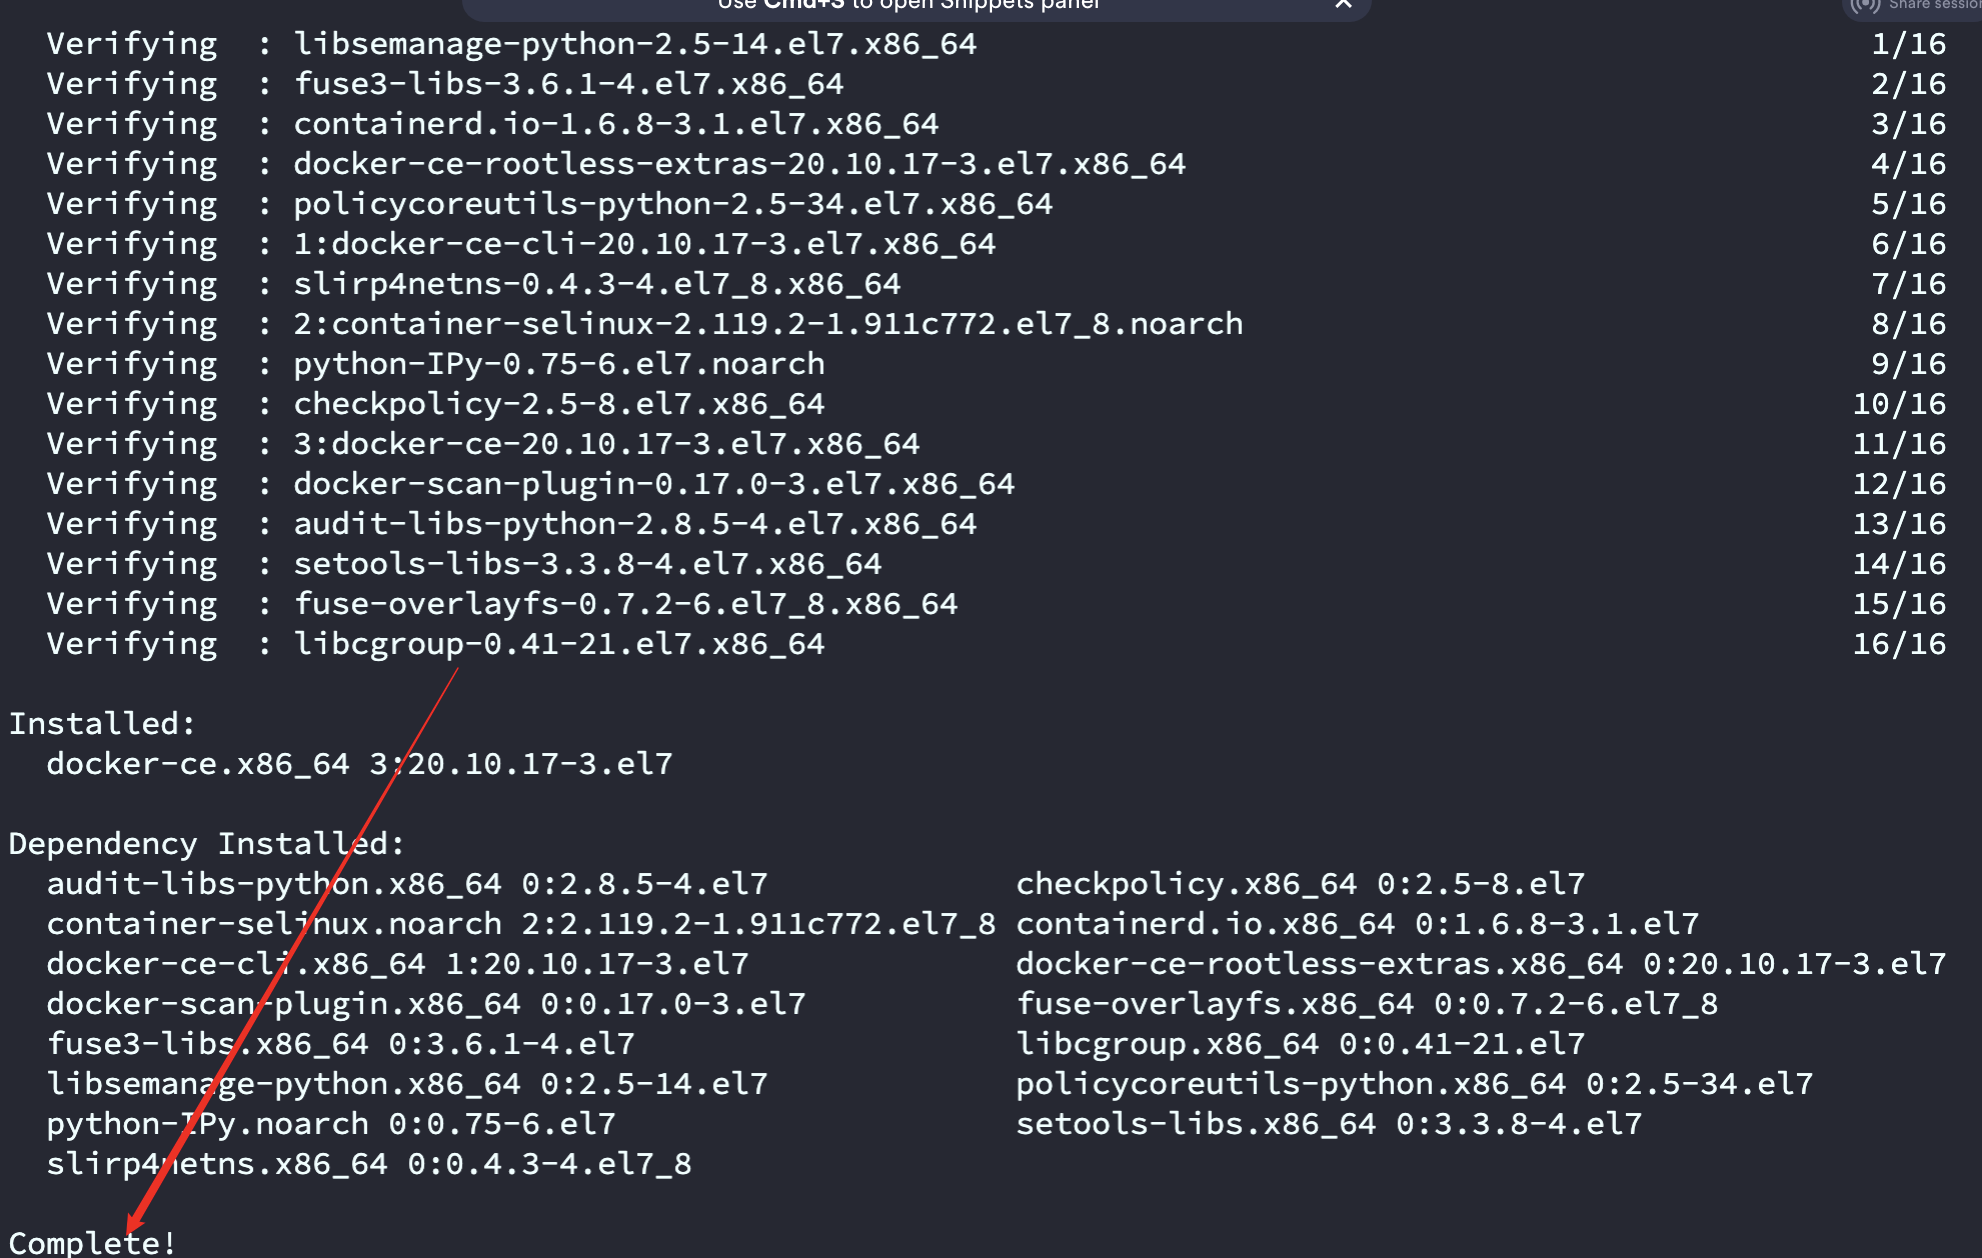 Use Cmd+S to open Snippets panel ×
Share session
Verifying : libsemanage-python-2.5-14.el7.x86_64 1/16
Verifying : fuse3-libs-3.6.1-4.el7.x86_64 2/16
Verifying : containerd.io-1.6.8-3.1.el7.x86_64 3/16
Verifying : docker-ce-rootless-extras-20.10.17-3.el7.x86_64 4/16
Verifying : policycoreutils-python-2.5-34.el7.x86_64 5/16
Verifying : 1:docker-ce-cli-20.10.17-3.el7.x86_64 6/16
Verifying : slirp4netns-0.4.3-4.el7_8.x86_64 7/16
Verifying : 2:container-selinux-2.119.2-1.911c772.el7_8.noarch 8/16
Verifying : python-IPy-0.75-6.el7.noarch 9/16
Verifying : checkpolicy-2.5-8.el7.x86_64 10/16
Verifying : 3:docker-ce-20.10.17-3.el7.x86_64 11/16
Verifying : docker-scan-plugin-0.17.0-3.el7.x86_64 12/16
Verifying : audit-libs-python-2.8.5-4.el7.x86_64 13/16
Verifying : setools-libs-3.3.8-4.el7.x86_64 14/16
Verifying : fuse-overlayfs-0.7.2-6.el7_8.x86_64 15/16
Verifying : libcgroup-0.41-21.el7.x86_64 16/16
Installed:
docker-ce.x86_64 3:20.10.17-3.el7
Dependency Installed:
audit-libs-python.x86_64 0:2.8.5-4.el7 checkpolicy.x86_64 0:2.5-8.el7
container-selinux.noarch 2:2.119.2-1.911c772.el7_8 containerd.io.x86_64 0:1.6.8-3.1.el7
docker-ce-cli.x86_64 1:20.10.17-3.el7 docker-ce-rootless-extras.x86_64 0:20.10.17-3.el7
docker-scan-plugin.x86_64 0:0.17.0-3.el7 fuse-overlayfs.x86_64 0:0.7.2-6.el7_8
fuse3-libs.x86_64 0:3.6.1-4.el7 libcgroup.x86_64 0:0.41-21.el7
libsemanage-python.x86_64 0:2.5-14.el7 policycoreutils-python.x86_64 0:2.5-34.el7
python-IPy.noarch 0:0.75-6.el7 setools-libs.x86_64 0:3.3.8-4.el7
slirp4netns.x86_64 0:0.4.3-4.el7_8
Complete!